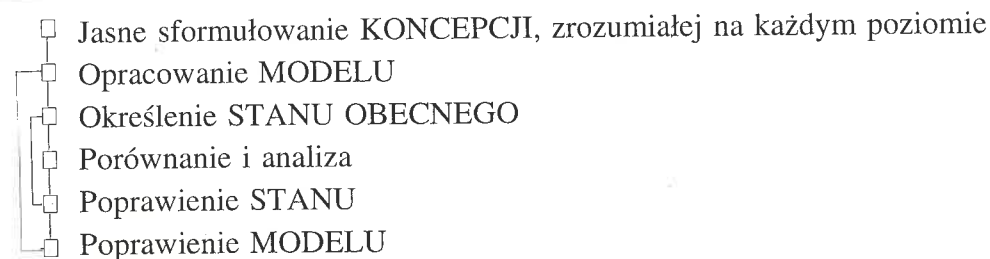 Jasne sformułowanie KONCEPCJI, zrozumiałej na każdym poziomie
Opracowanie MODELU
Określenie STANU OBECNEGO
Porównanie i analiza
Poprawienie STANU
Poprawienie MODELU